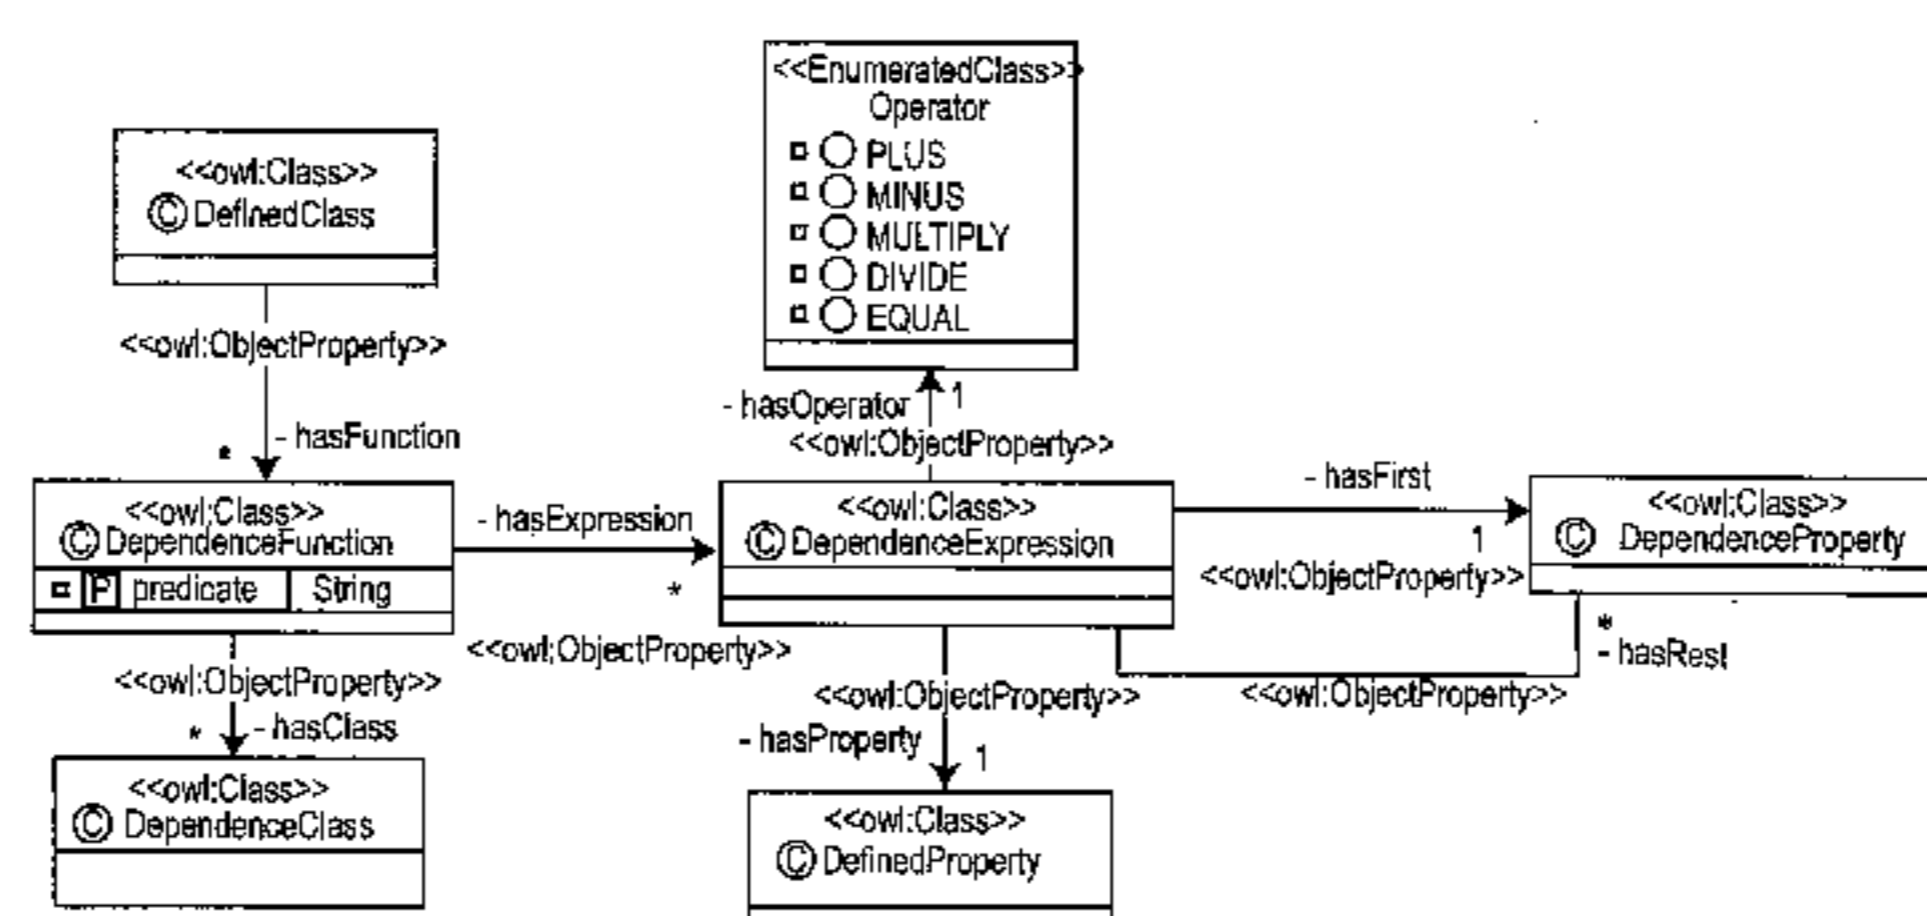 <<EnumeratedClass>>
Operator
PLUS
MINUS
MULTIPLY
DIVIDE
EQUAL
<<owl:Class>>
© DefinedClass
<<owl:ObjectProperty>>
- hasFunction
*
- hasOperator
1
<<owl:ObjectProperty>>
<<owl:Class>>
© DependenceFunction
P predicate String
- hasExpression
*
<<owl:ObjectProperty>>
<<owl:Class>>
© DependenceExpression
- hasFirst
1
<<owl:ObjectProperty>>
<<owl:Class>>
© DependenceProperty
*
- hasRest
<<owl:ObjectProperty>>
<<owl:ObjectProperty>>
* - hasClass
<<owl:Class>>
© DependenceClass
<<owl:ObjectProperty>>
- hasProperty
1
<<owl:Class>>
© DefinedProperty